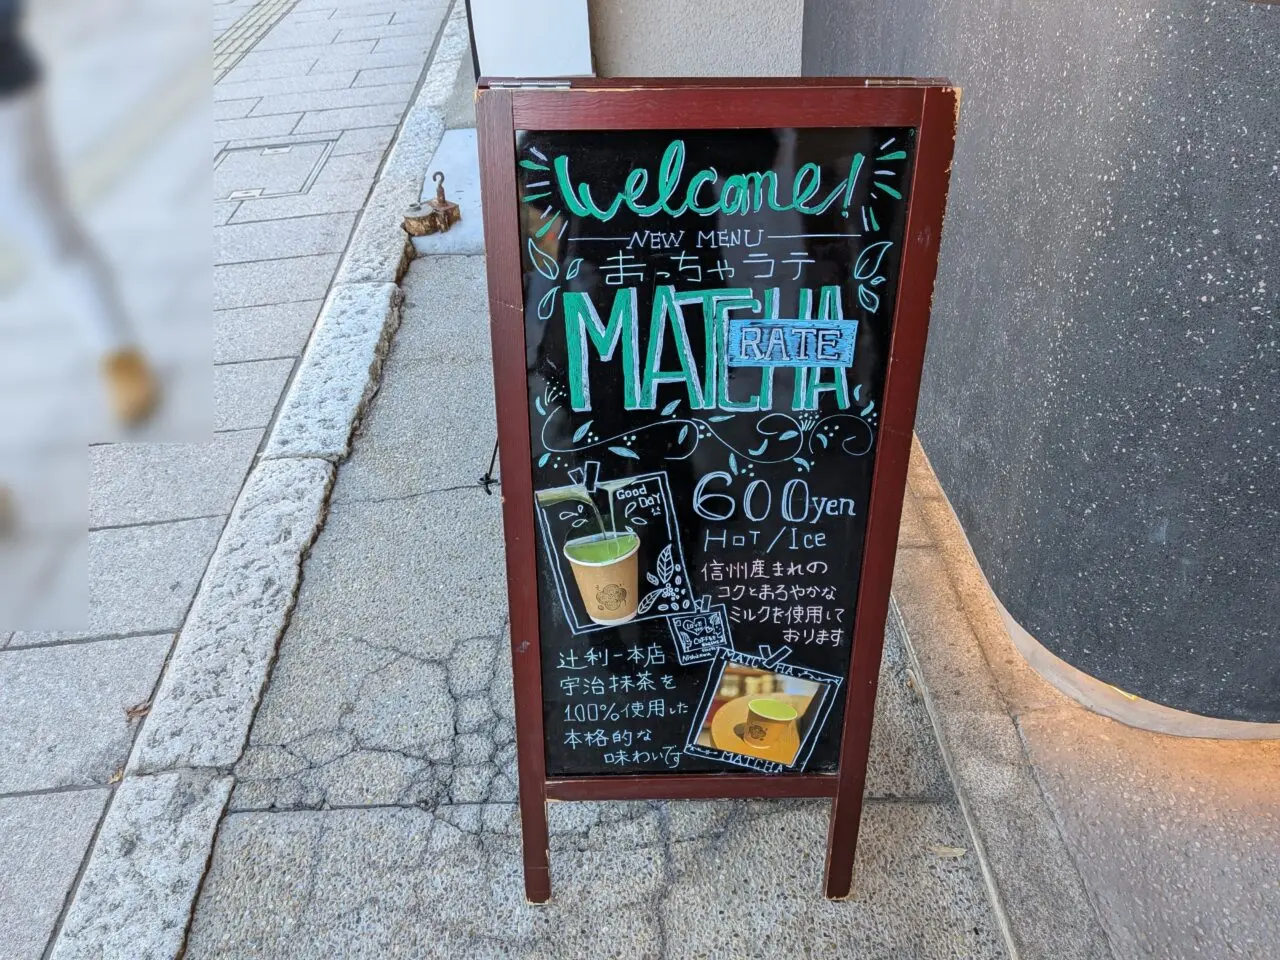 welcome!
NEW MENU
まっちゃラテ
MATCHA
RATE
Good
Day
600yen
HOT/Ice
信州産まれの
コクとまろやかな
ミルクを使用して
おります
辻利一本店
宇治抹茶を
100%使用した
本格的な
味わいです
COFFEE
MATCHA
MATCHA